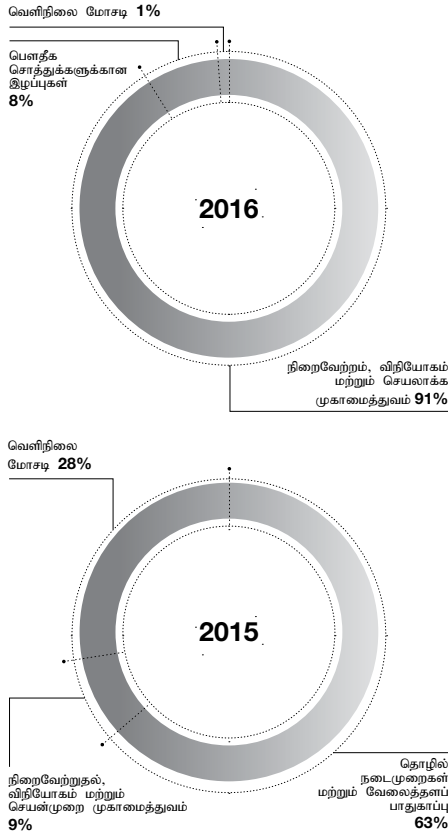 வெளிநிலை மோசடி 1%
பௌதீக
சொத்துக்களுக்கான
இழப்புகள்
8%
2016
நிறைவேற்றம், விநியோகம்
மற்றும் செயலாக்க
முகாமைத்துவம் 91%
வெளிநிலை
மோசடி 28%
2015
நிறைவேற்றுதல்,
விநியோகம் மற்றும்
செயன்முறை முகாமைத்துவம்
9%
தொழில்
நடைமுறைகள்
மற்றும் வேலைத்தளப்
பாதுகாப்பு
63%